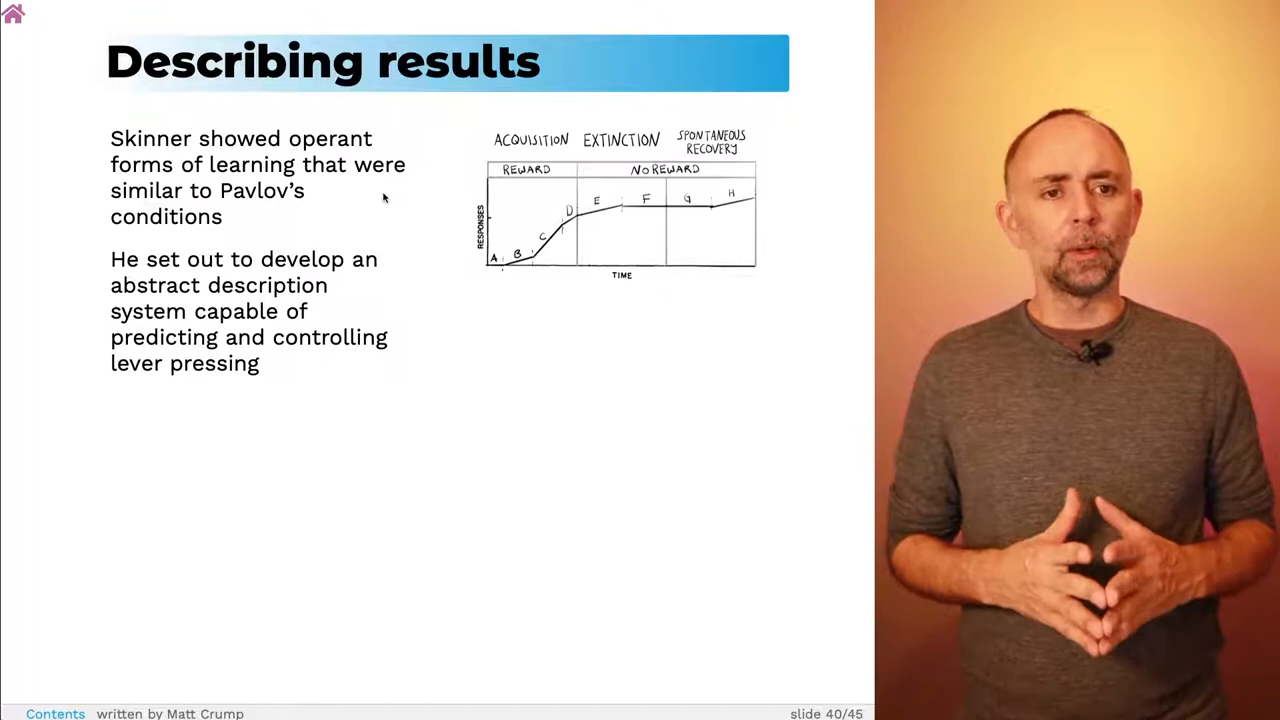 Describing results
Skinner showed operant
forms of learning that were
similar to Pavlov’s
conditions
He set out to develop an
abstract description
system capable of
predicting and controlling
lever pressing
ACQUISITION EXTINCTION SPONTANEOUS
RECOVERY
REWARD NO REWARD
RESPONSES
A B C D E F G H
TIME
Contents written by Matt Crump slide 40/45